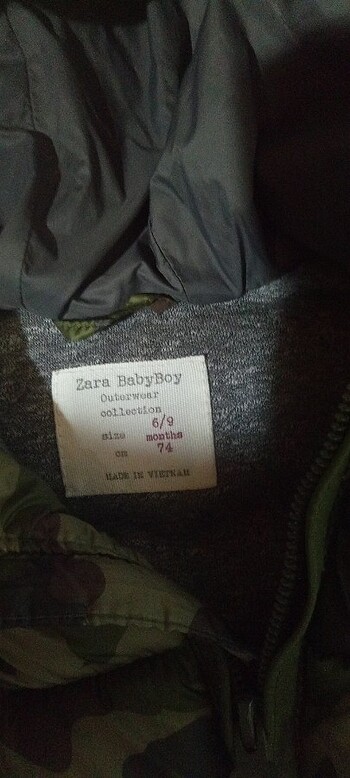 Zara BabyBoy
Outerwear
collection
6/9
size months
cm 74
MADE IN VIETNAM